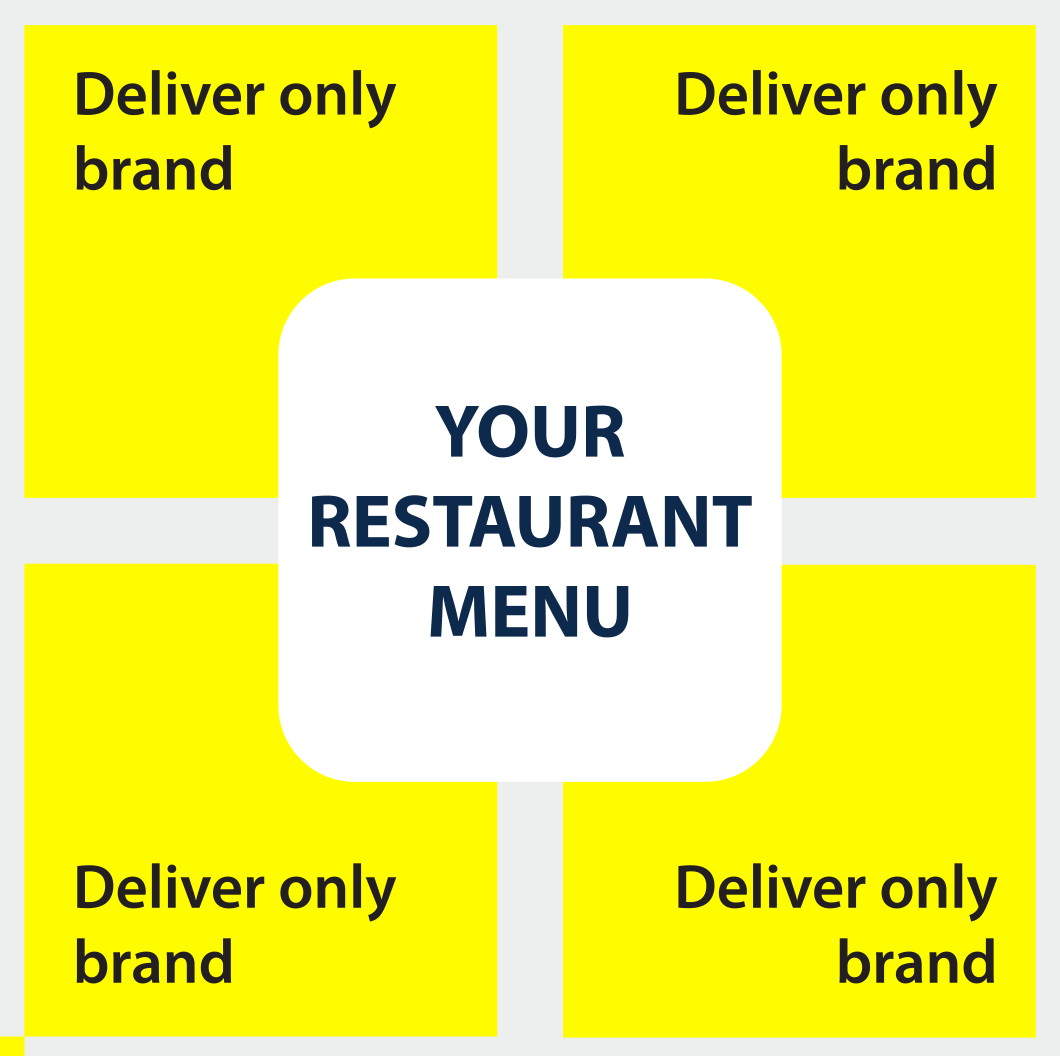 Deliver only
brand
Deliver only
brand
YOUR
RESTAURANT
MENU
Deliver only
brand
Deliver only
brand